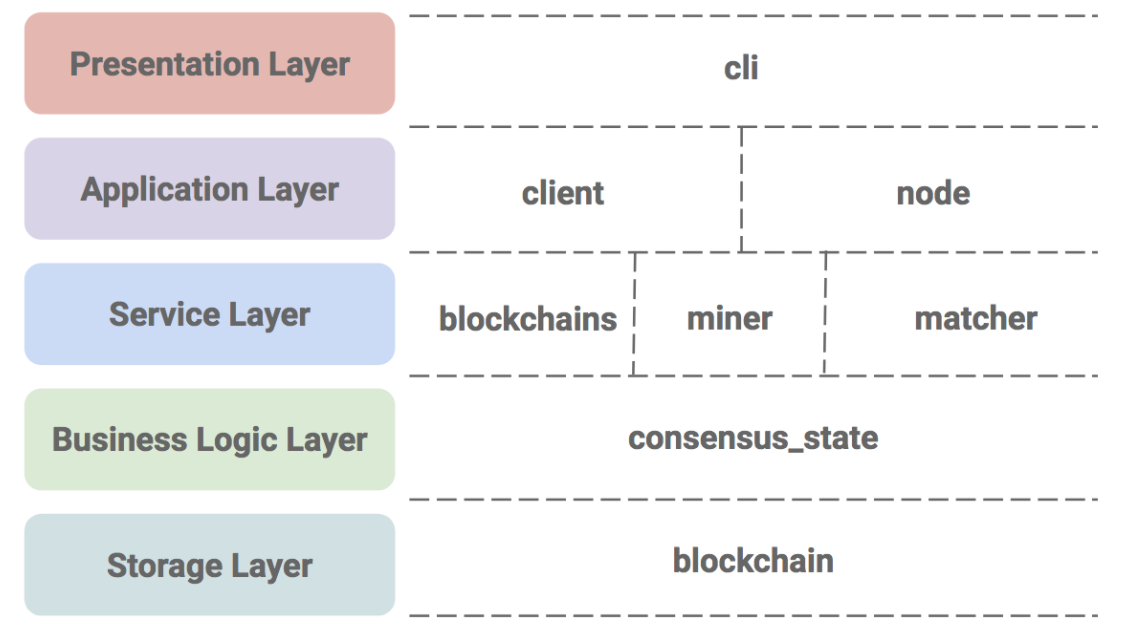 Presentation Layer
cli
Application Layer
client
node
Service Layer
blockchains
miner
matcher
Business Logic Layer
consensus_state
Storage Layer
blockchain